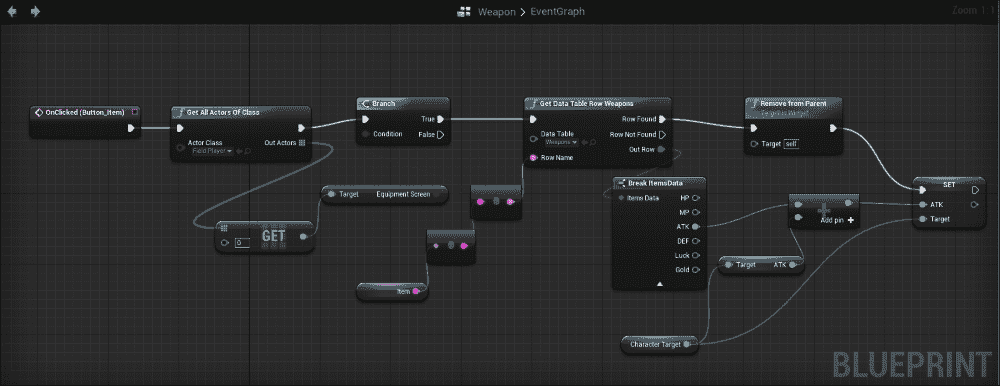 Weapon > EventGraph
Zoom 1:1
OnClicked (Button_Item)
Get All Actors Of Class
Actor Class
Field Player
Out Actors
Branch
True
Condition
False
Get Data Table Row Weapons
Row Found
Data Table
Weapons
Row Not Found
Out Row
Row Name
Remove from Parent
Target is Widget
Target self
SET
ATK
Target
Target Equipment Screen
0
GET
Item
Break ItemsData
Items Data
HP
MP
ATK
DEF
Luck
Gold
Add pin +
Target ATK
Character Target
BLUEPRINT